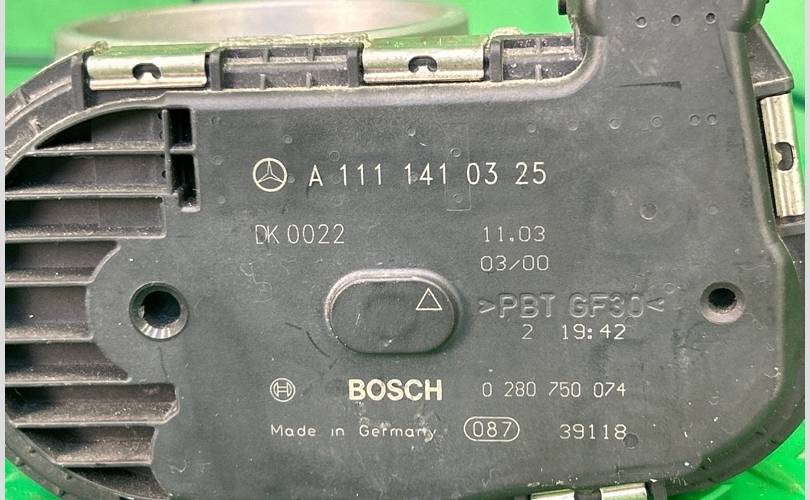 A 111 141 03 25
DK 0022 11.03
03/00
>PBT GF30<
2 19:42
BOSCH 0 280 750 074
Made in Germany 087 39118